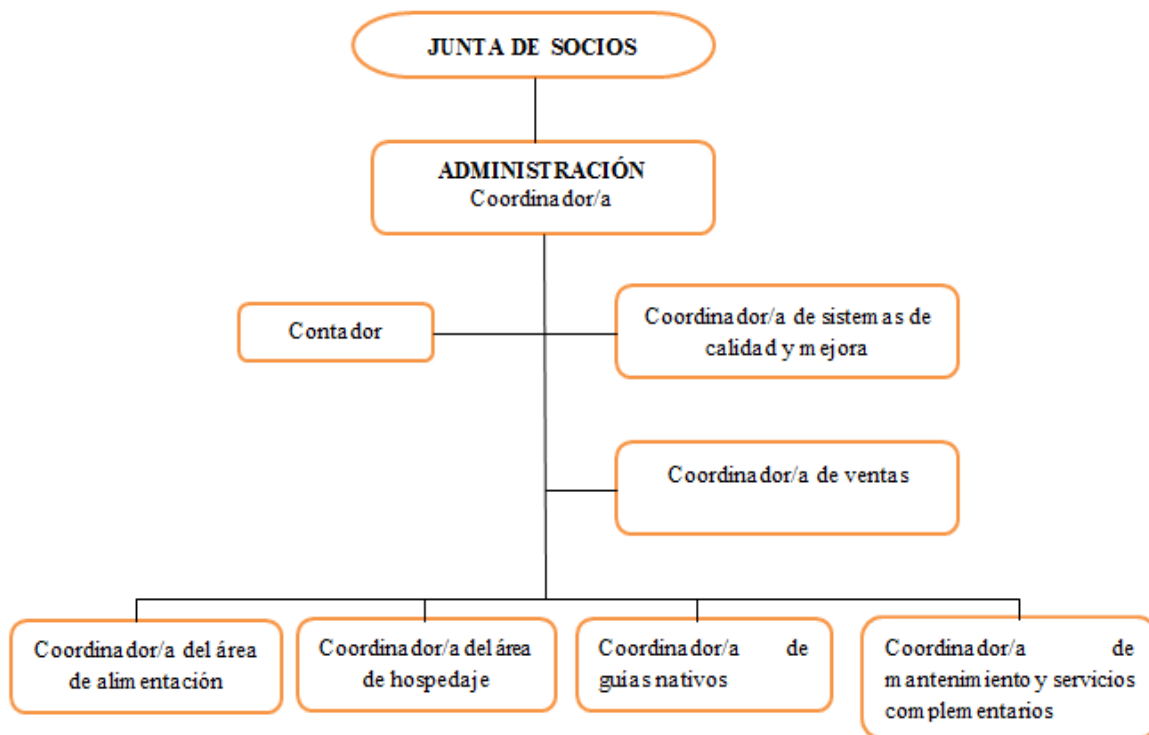 JUNTA DE SOCIOS
ADMINISTRACIÓN
Coordinador/a
Contador
Coordinador/a de sistemas de
calidad y mejora
Coordinador/a de ventas
Coordinador/a del área
de alimentación
Coordinador/a del área
de hospedaje
Coordinador/a de
guías nativos
Coordinador/a de
mantenimiento y servicios
complementarios